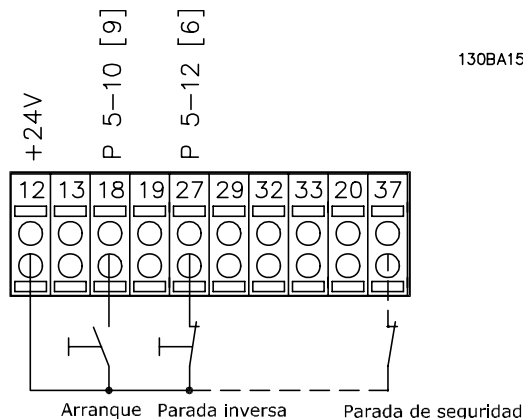 130BA15
+24V
P 5-10 [9]
P 5-12 [6]
12 13 18 19 27 29 32 33 20 37
Arranque Parada inversa Parada de seguridad